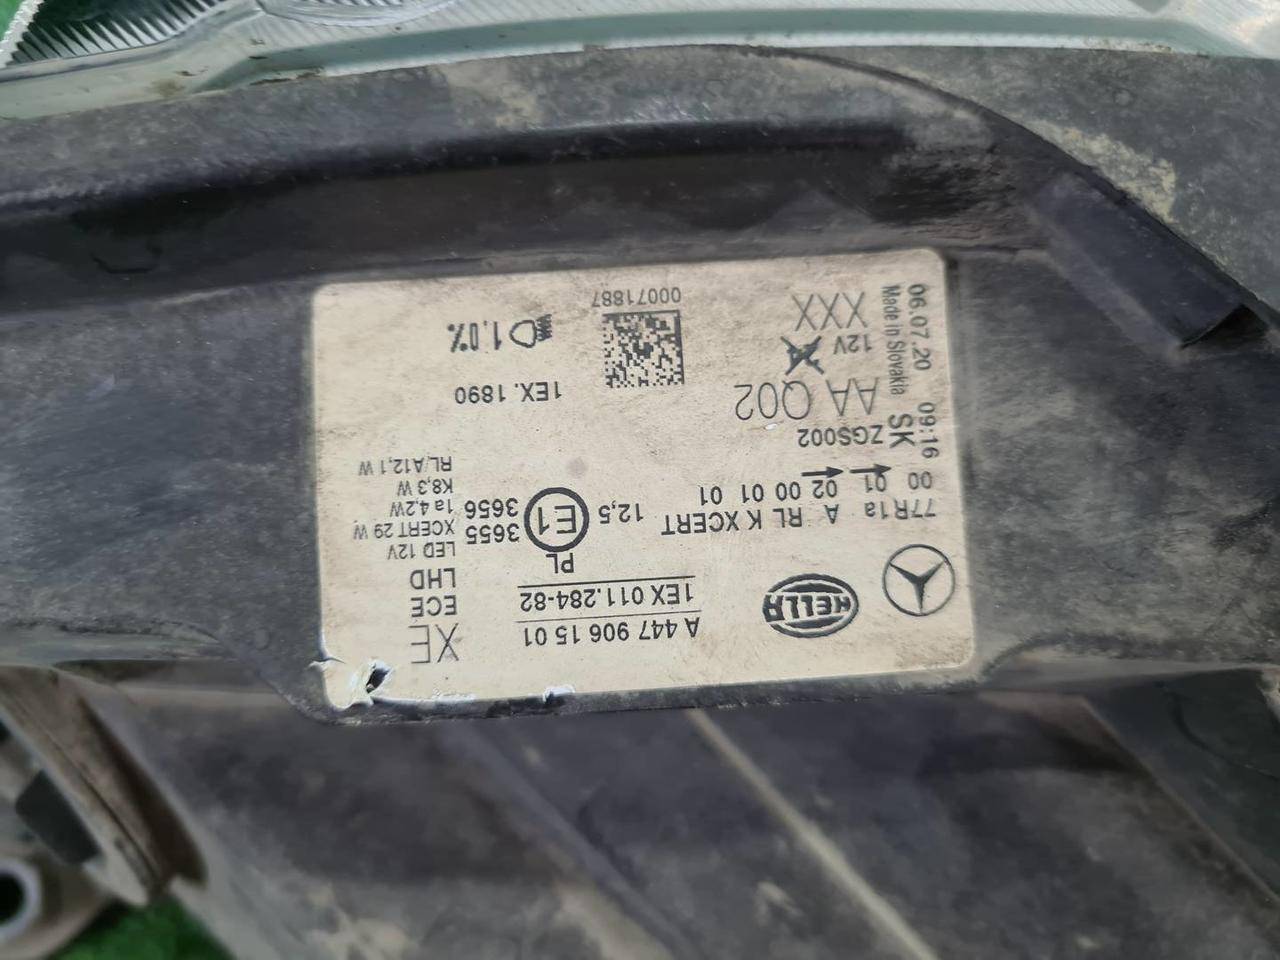 A 447 906 15 01
1EX 011.284-82
HELLA
XE
ECE
LHD
PL
LED 12V
XCERT 29 W
1a 4,2W
K8,3 W
RL/A12,1 W
3655
3656
E1
12,5
77R1a A RL K XCERT
00 01 02 00 01 01
ZGS002
AA Q02
12V
XXX
SK
Made in Slovakia
06.07.20 09:16
1EX. 1890
1,0%
00071887